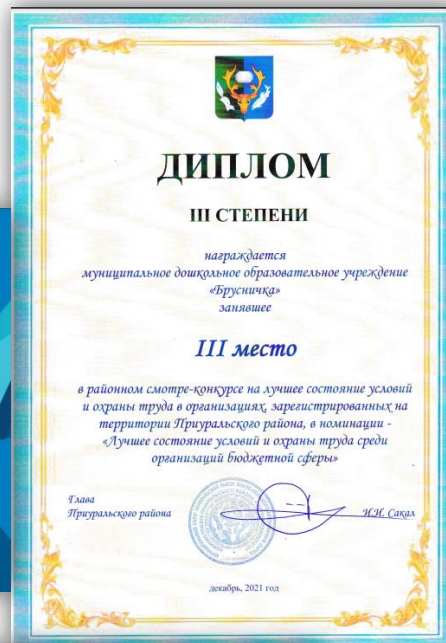 ДИПЛОМ
III СТЕПЕНИ
награждается
муниципальное дошкольное образовательное учреждение
«Брусничка»
занявшее
III место
в районном смотре-конкурсе на лучшее состояние условий
и охраны труда в организациях, зарегистрированных на
территории Приуральского района, в номинации -
«Лучшее состояние условий и охраны труда среди
организаций бюджетной сферы»
Глава
Приуральского района И.И. Сакал
декабрь, 2021 год